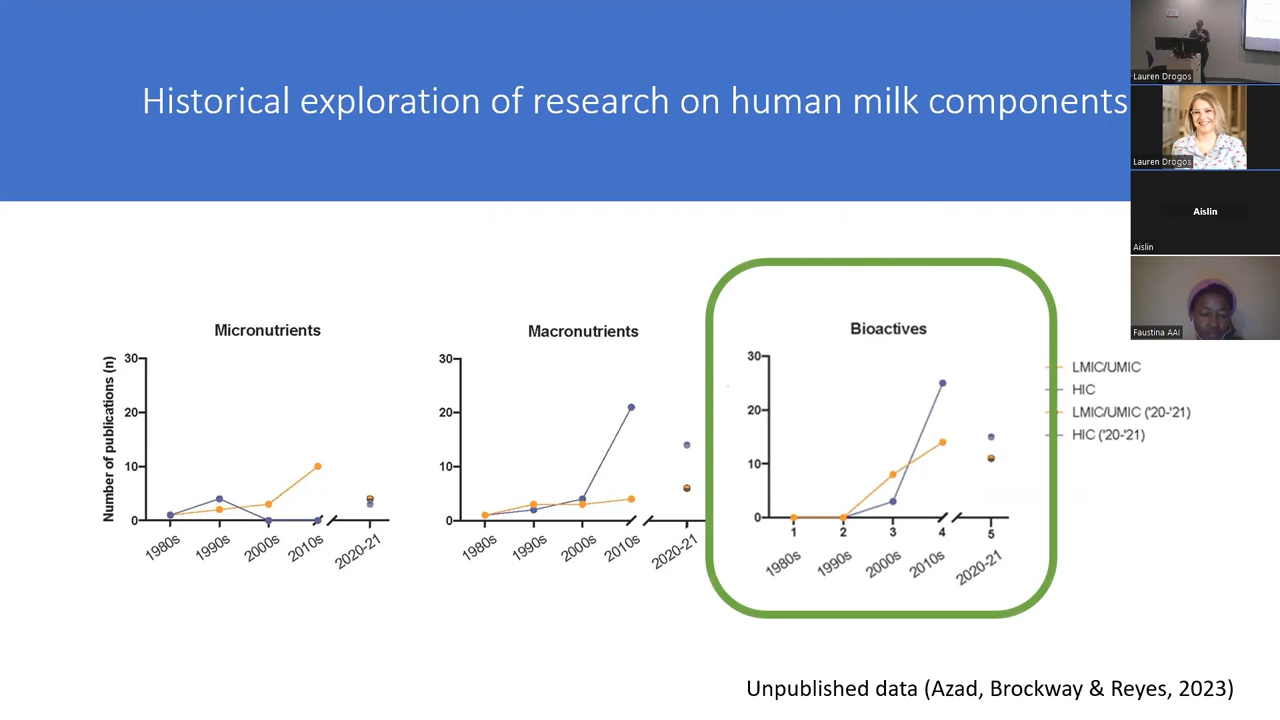 Historical exploration of research on human milk components
Lauren Drogos
Lauren Drogos
Aislin
Aislin
Faustina AAI
Micronutrients
Number of publications (n)
30
20
10
0
1980s
1990s
2000s
2010s
2020-21
Macronutrients
30
20
10
0
1980s
1990s
2000s
2010s
2020-21
Bioactives
30
20
10
0
1
2
3
4
5
1980s
1990s
2000s
2010s
2020-21
LMIC/UMIC
HIC
LMIC/UMIC ('20-'21)
HIC ('20-'21)
Unpublished data (Azad, Brockway & Reyes, 2023)